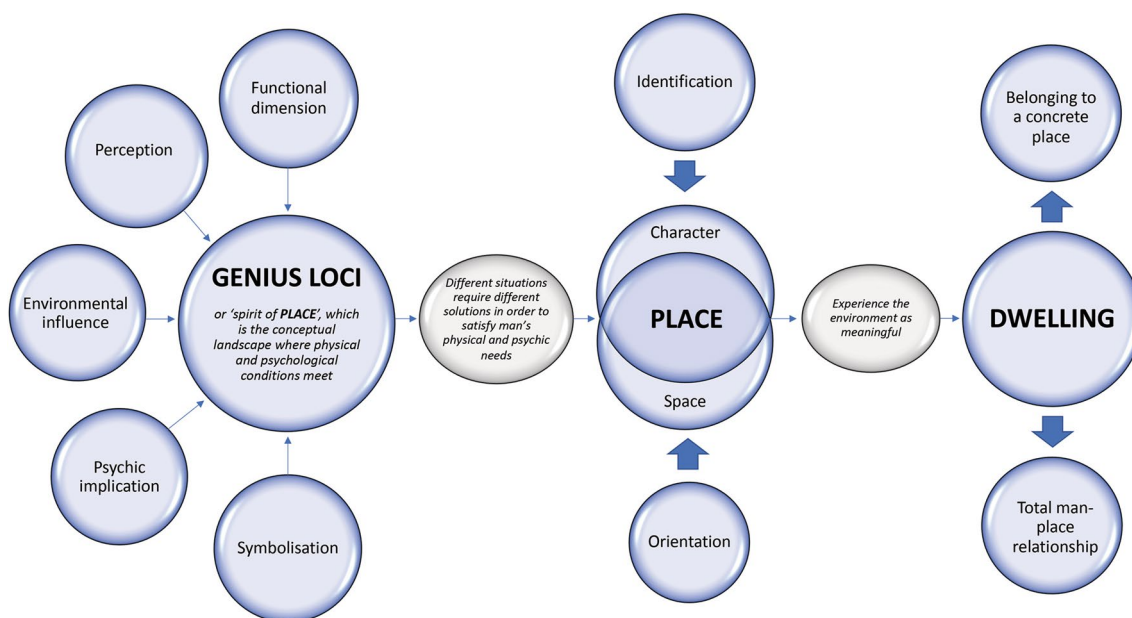 Functional
dimension
Perception
Environmental
influence
Psychic
implication
Symbolisation
GENIUS LOCI
or ‘spirit of PLACE’, which
is the conceptual
landscape where physical
and psychological
conditions meet
Different situations
require different
solutions in order to
satisfy man’s
physical and psychic
needs
Identification
Character
PLACE
Space
Orientation
Experience the
environment as
meaningful
Belonging to
a concrete
place
DWELLING
Total man-
place
relationship